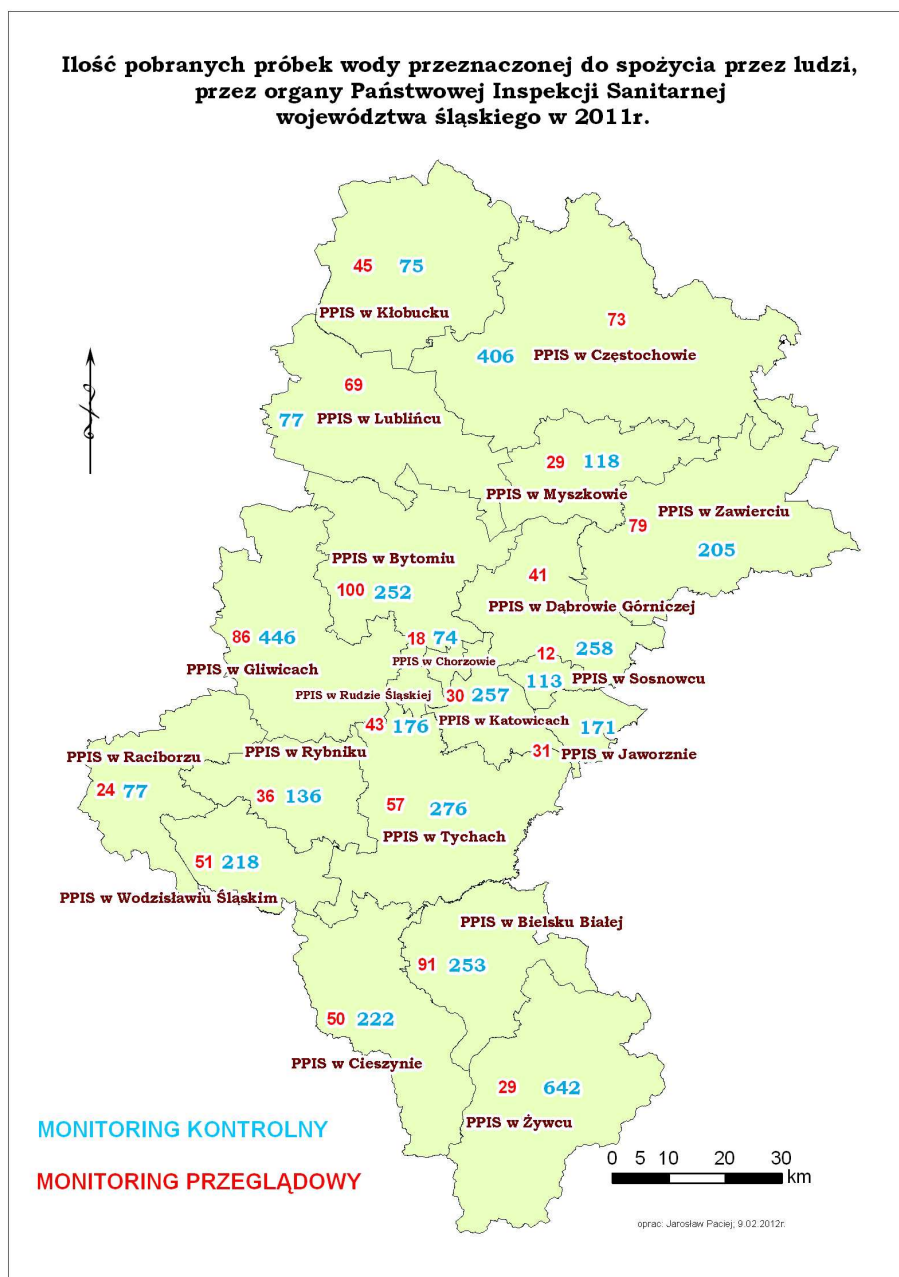 Ilość pobranych próbek wody przeznaczonej do spożycia przez ludzi,
przez organy Państwowej Inspekcji Sanitarnej
województwa śląskiego w 2011r.
45 75
PPIS w Kłobucku
73
406 PPIS w Częstochowie
69
77 PPIS w Lublińcu
29 118
PPIS w Myszkowie
PPIS w Zawierciu
79
205
PPIS w Bytomiu
100 252
41
PPIS w Dąbrowie Górniczej
258
86 446
PPIS w Gliwicach
18 74
PPIS w Chorzowie
12
113 PPIS w Sosnowcu
PPIS w Rudzie Śląskiej
43 176
30 257
PPIS w Katowicach
171
31 PPIS w Jaworznie
PPIS w Raciborzu
24 77
PPIS w Rybniku
36 136
57 276
PPIS w Tychach
51 218
PPIS w Wodzisławiu Śląskim
PPIS w Bielsku Białej
91 253
50 222
PPIS w Cieszynie
29 642
PPIS w Żywcu
MONITORING KONTROLNY
MONITORING PRZEGLĄDOWY
0 5 10 20 30
km
oprac: Jarosław Paciej; 9.02.2012r.